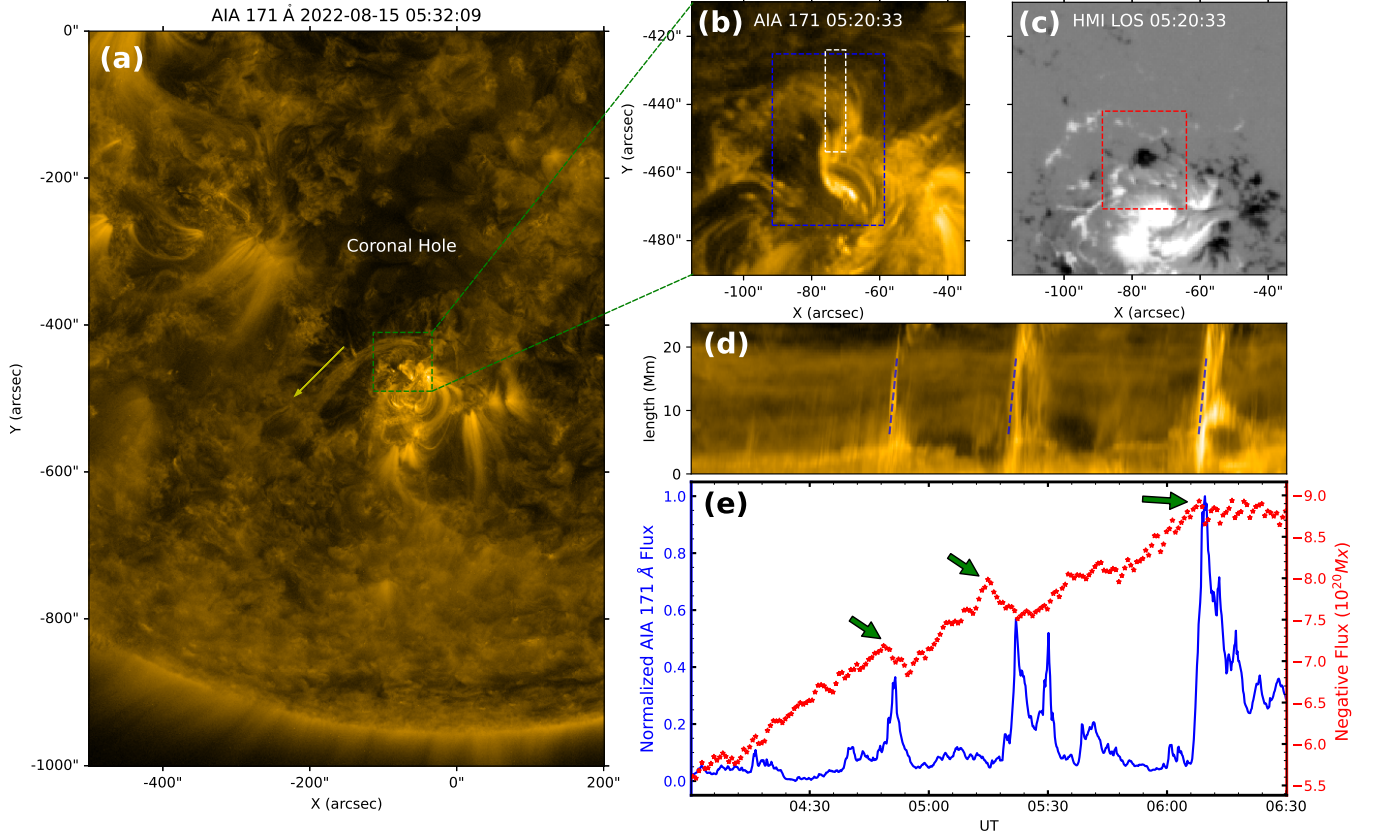 AIA 171 Å 2022-08-15 05:32:09
(a)
Coronal Hole
0"
-200"
-400"
-600"
-800"
-1000"
Y (arcsec)
-400"
-200"
0"
200"
X (arcsec)
(b)
AIA 171 05:20:33
-420"
-440"
-460"
-480"
Y (arcsec)
-100"
-80"
-60"
-40"
X (arcsec)
(c)
HMI LOS 05:20:33
-100"
-80"
-60"
-40"
X (arcsec)
(d)
20
10
0
length (Mm)
(e)
1.0
0.8
0.6
0.4
0.2
0.0
Normalized AIA 171 Å Flux
−9.0
−8.5
−8.0
−7.5
−7.0
−6.5
−6.0
−5.5
Negative Flux (10²⁰Mx)
04:30
05:00
05:30
06:00
06:30
UT